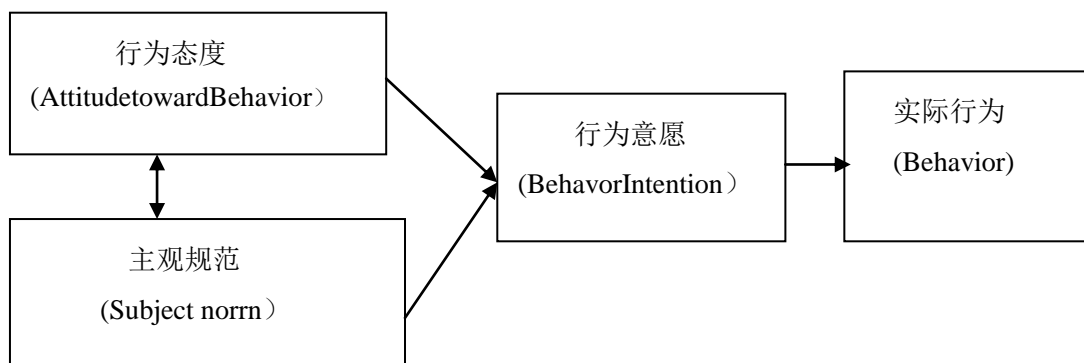 行为态度
(AttitudetowardBehavior）
主观规范
(Subject norrn）
行为意愿
(BehavorIntention）
实际行为
(Behavior)